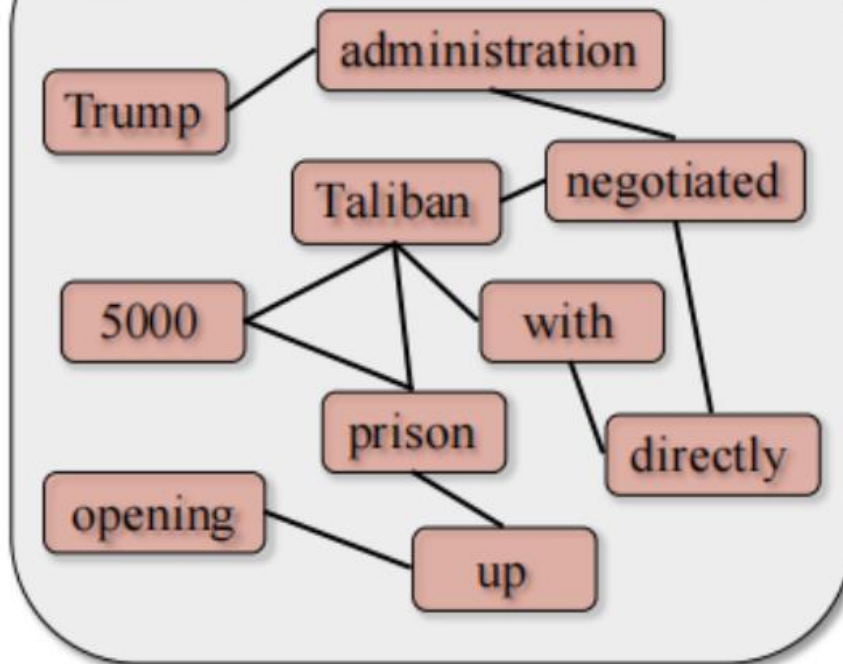 administration
Trump
negotiated
Taliban
5000
with
prison
directly
opening
up